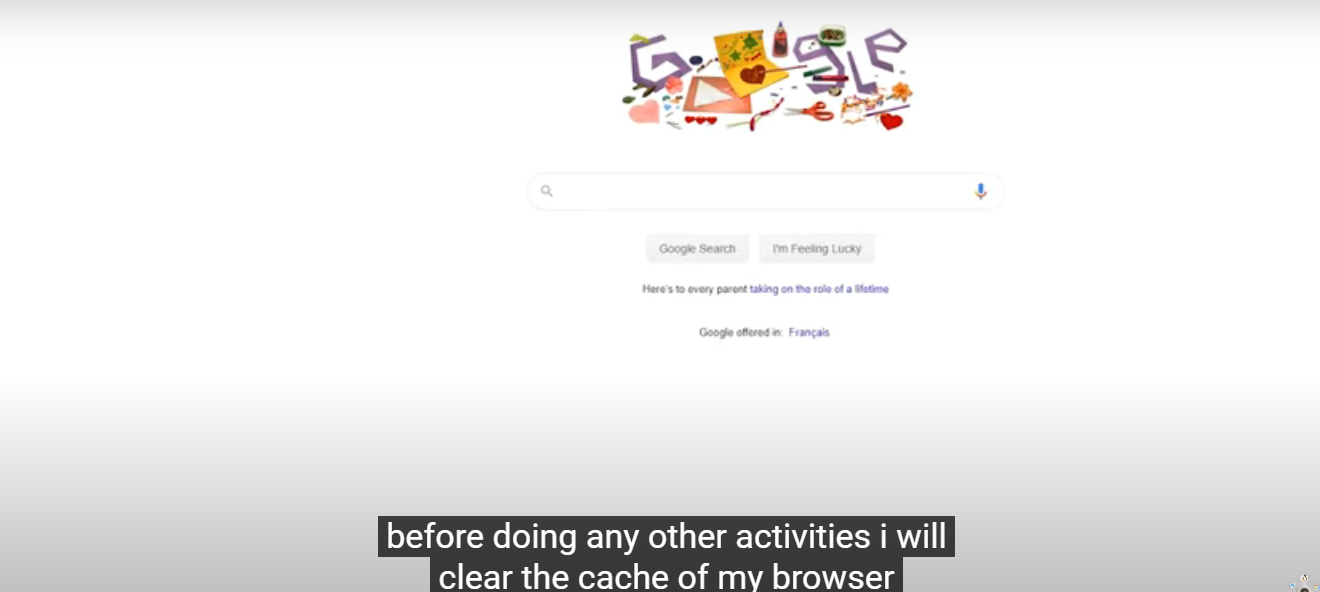 Google
Google Search
I'm Feeling Lucky
Here's to every parent taking on the role of a lifetime
Google offered in: Français
before doing any other activities i will
clear the cache of my browser